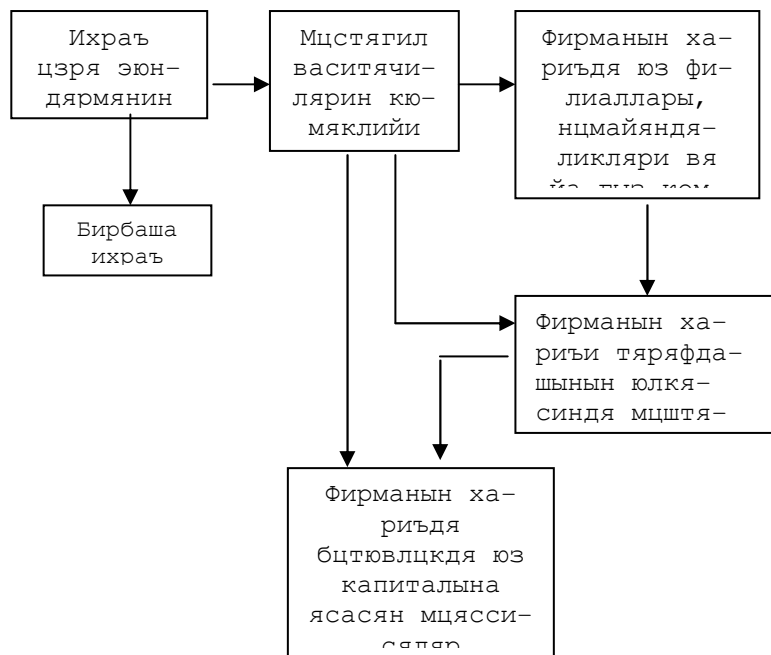 Ихраъ
цзря эюн-
дярмянин
Мцстягил
васитячи-
лярин кю-
мяклийи
Фирманын ха-
риъдя юз фи-
лиаллары,
нцмайяндя-
ликляри вя
Бирбаша
ихраъ
Фирманын ха-
риъи тяряфда-
шынын юлкя-
синдя мцштя-
Фирманын ха-
риъдя
бцтювлцкдя юз
капиталына
ясасян мцясси-
сяляр